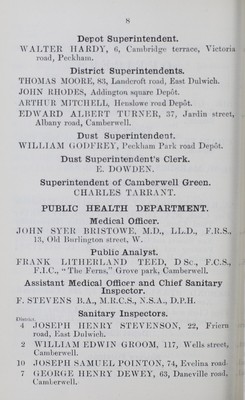 8
Depot Superintendent.
WALTER HARDY, 6, Cambridge terrace, Victoria
road, Peckham.
District Superintendents.
THOMAS MOORE, 83, Landcroft road, East Dulwich.
JOHN RHODES, Addington square Depôt.
ARTHUR MITCHELL, Henslowe road Depôt.
EDWARD ALBERT TURNER, 37, Jardin street,
Albany road, Camberwell.
Dust Superintendent.
WILLIAM GODFREY, Peckham Park road Depôt.
Dust Superintendent's Clerk.
E. DOWDEN.
Superintendent of Camberwell Green.
CHARLES TARRANT.
PUBLIC HEALTH DEPARTMENT.
Medical Officer.
JOHN SYER BRISTOWE, M.D., LL.D., F.R.S.,
13, Old Burlington street, W.
Public Analyst.
FRANK LITHERLAND TEED, D Sc., F.C.S.,
F.I.C., "The Ferns," Grove park, Camberwell.
Assistant Medical Officer and Chief Sanitary
Inspector.
F. STEVENS B.A., M.R.C.S., N.S.A., D.P.H.
Sanitary Inspectors.
District.
4 JOSEPH HENRY STEVENSON, 22, Friern
road, East Dulwich.
2 WILLIAM EDWIN GROOM, 117, Wells street,
Camberwell.
10 JOSEPH SAMUEL POINTON, 74, Evelina road.
7 GEORGE HENRY DEWEY, 63, Daneville road,
Camberwell.